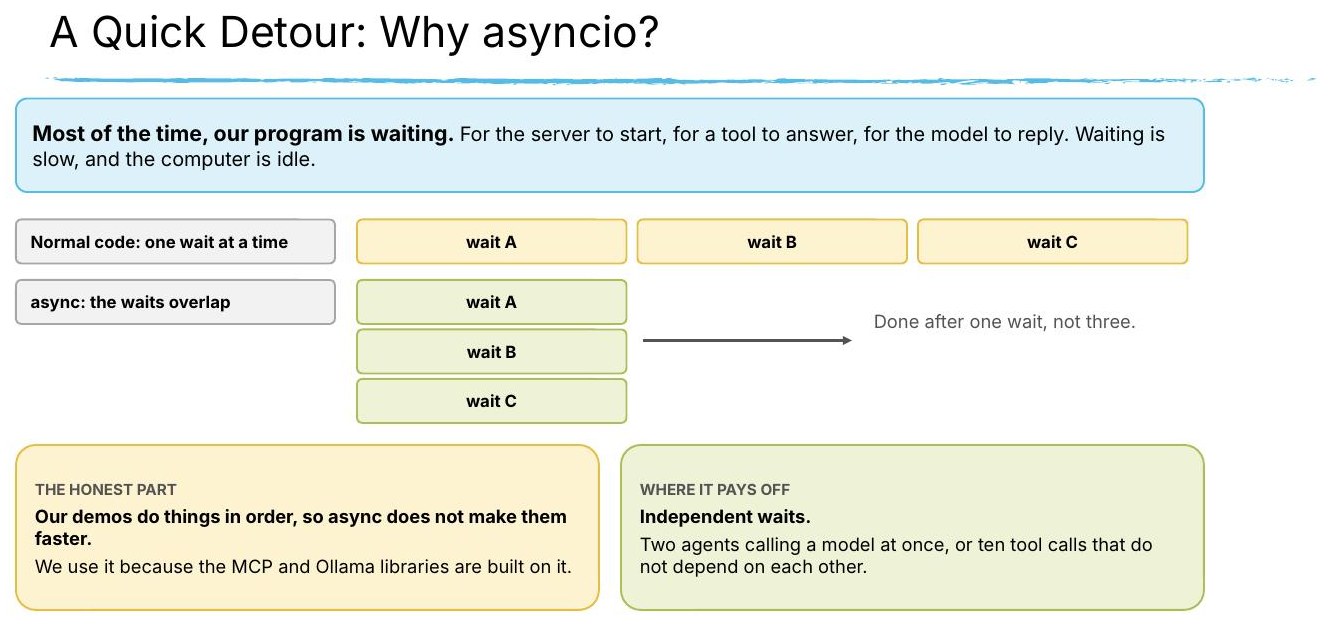 A Quick Detour: Why asyncio?
Most of the time, our program is waiting. For the server to start, for a tool to answer, for the model to reply. Waiting is
slow, and the computer is idle.
Normal code: one wait at a time
wait A
wait B
wait C
async: the waits overlap
wait A
wait B
wait C
Done after one wait, not three.
THE HONEST PART
Our demos do things in order, so async does not make them
faster.
We use it because the MCP and Ollama libraries are built on it.
WHERE IT PAYS OFF
Independent waits.
Two agents calling a model at once, or ten tool calls that do
not depend on each other.